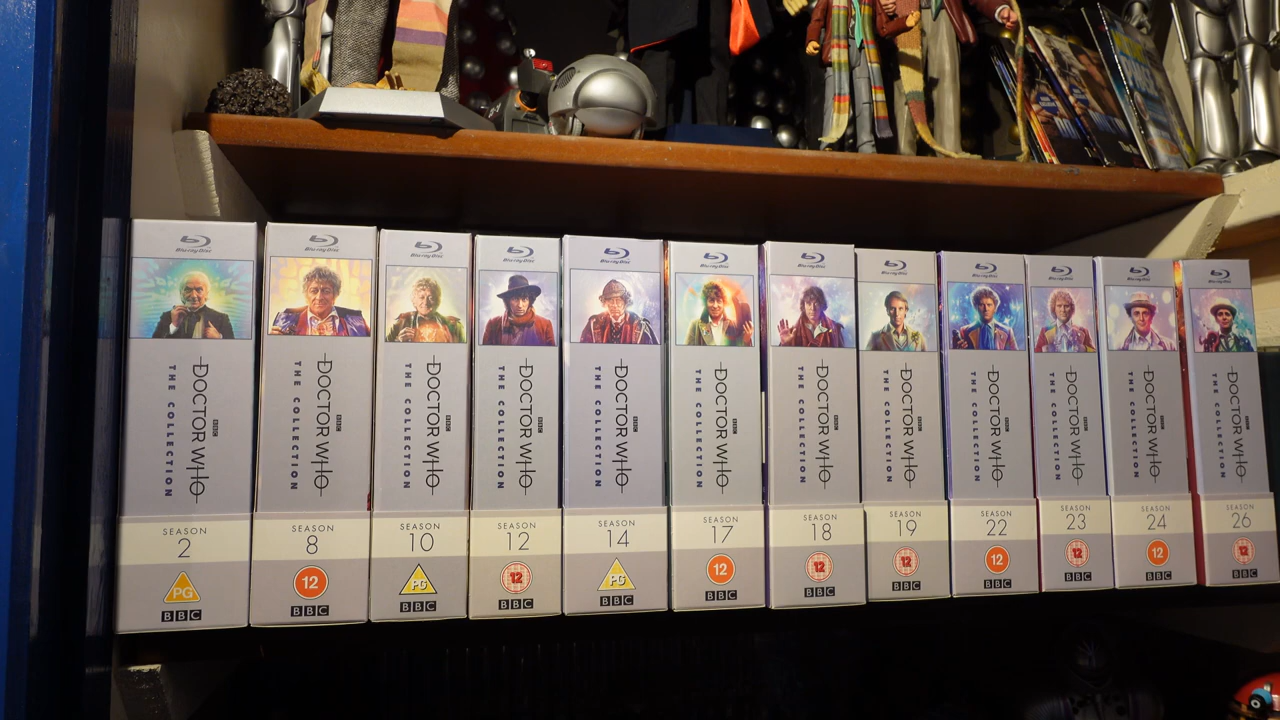 Blu-ray Disc
DOCTOR WHO
BBC
THE COLLECTION
SEASON
2
PG
BBC
Blu-ray Disc
DOCTOR WHO
BBC
THE COLLECTION
SEASON
8
12
BBC
Blu-ray Disc
DOCTOR WHO
BBC
THE COLLECTION
SEASON
10
PG
BBC
Blu-ray Disc
DOCTOR WHO
BBC
THE COLLECTION
SEASON
12
12
BBC
Blu-ray Disc
DOCTOR WHO
BBC
THE COLLECTION
SEASON
14
PG
BBC
Blu-ray Disc
DOCTOR WHO
BBC
THE COLLECTION
SEASON
17
12
BBC
Blu-ray Disc
DOCTOR WHO
BBC
THE COLLECTION
SEASON
18
12
BBC
Blu-ray Disc
DOCTOR WHO
BBC
THE COLLECTION
SEASON
19
12
BBC
Blu-ray Disc
DOCTOR WHO
BBC
THE COLLECTION
SEASON
22
12
BBC
Blu-ray Disc
DOCTOR WHO
BBC
THE COLLECTION
SEASON
23
12
BBC
Blu-ray Disc
DOCTOR WHO
BBC
THE COLLECTION
SEASON
24
12
BBC
Blu-ray Disc
DOCTOR WHO
BBC
THE COLLECTION
SEASON
26
12
BBC